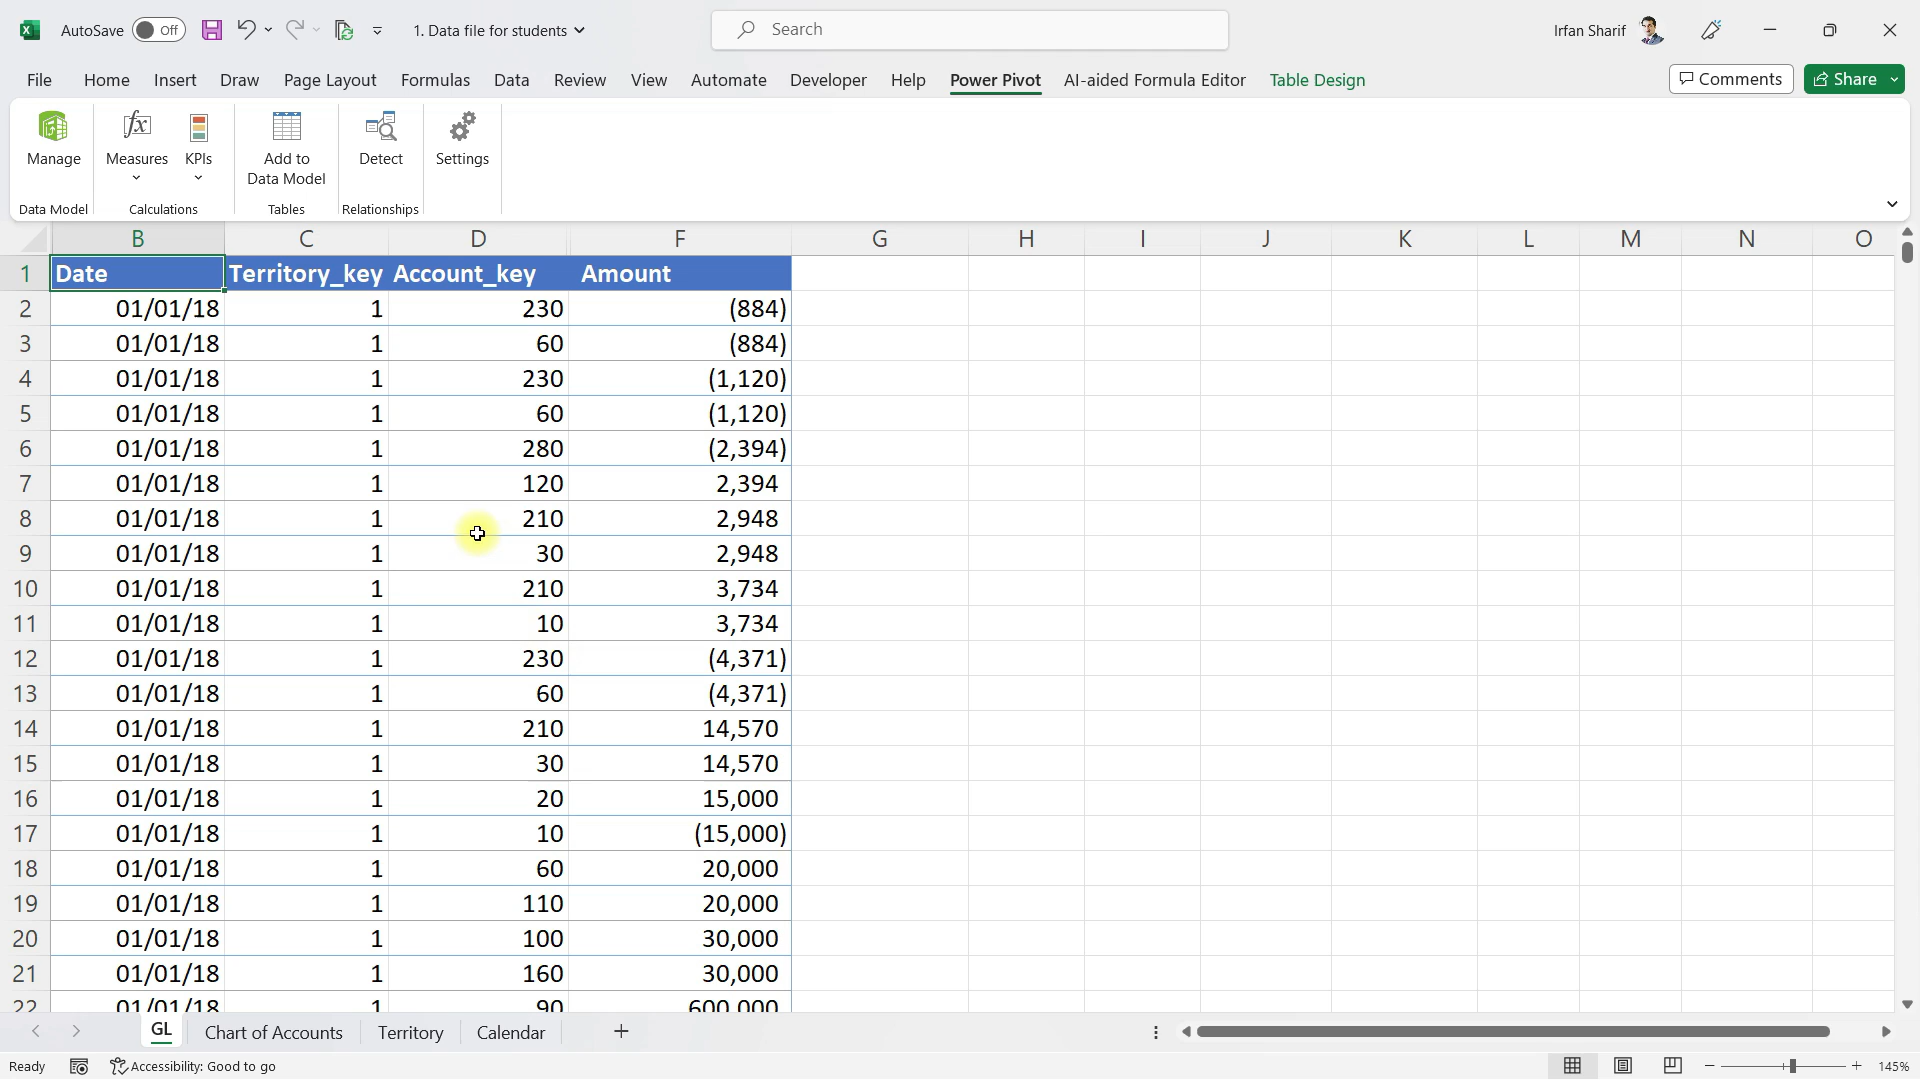 AutoSave Off 1. Data file for students Search Irfan Sharif
File Home Insert Draw Page Layout Formulas Data Review View Automate Developer Help Power Pivot AI-aided Formula Editor Table Design Comments Share
Manage Measures KPIs Add to Data Model Detect Settings
Data Model Calculations Tables Relationships
B C D F G H I J K L M N O
1 Date Territory_key Account_key Amount
2 01/01/18 1 230 (884)
3 01/01/18 1 60 (884)
4 01/01/18 1 230 (1,120)
5 01/01/18 1 60 (1,120)
6 01/01/18 1 280 (2,394)
7 01/01/18 1 120 2,394
8 01/01/18 1 210 2,948
9 01/01/18 1 30 2,948
10 01/01/18 1 210 3,734
11 01/01/18 1 10 3,734
12 01/01/18 1 230 (4,371)
13 01/01/18 1 60 (4,371)
14 01/01/18 1 210 14,570
15 01/01/18 1 30 14,570
16 01/01/18 1 20 15,000
17 01/01/18 1 10 (15,000)
18 01/01/18 1 60 20,000
19 01/01/18 1 110 20,000
20 01/01/18 1 100 30,000
21 01/01/18 1 160 30,000
22 01/01/18 1 90 600,000
GL Chart of Accounts Territory Calendar
Ready Accessibility: Good to go 145%